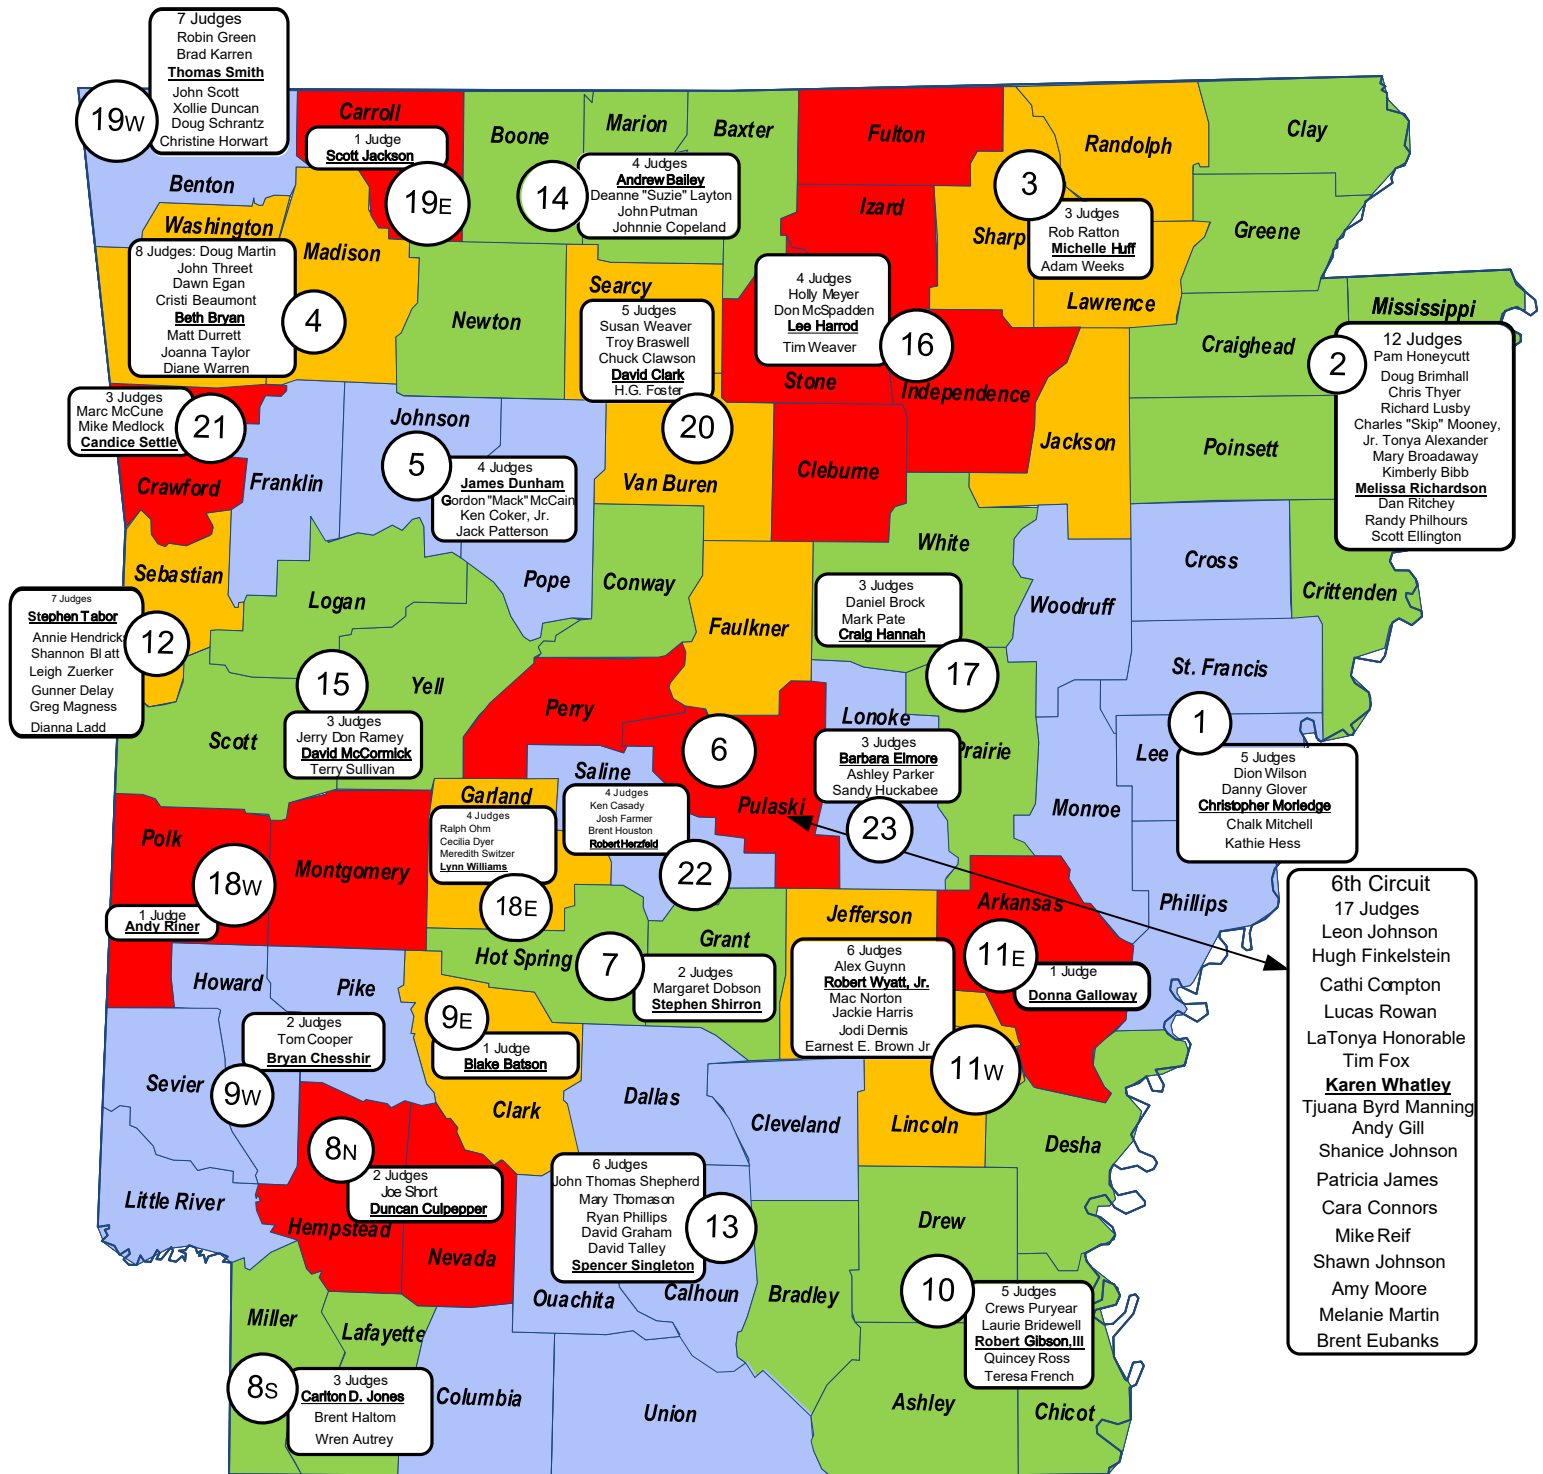 7 Judges
Robin Green
Brad Karren
Thomas Smith
John Scott
Xollie Duncan
Doug Schrantz
Christine Horwart
19W
Benton
Carroll
1 Judge
Scott Jackson
19E
Boone
Marion
Baxter
14
4 Judges
Andrew Bailey
Deanne "Suzie" Layton
John Putman
Johnnie Copeland
Fulton
Izard
Sharp
Randolph
3
3 Judges
Rob Ratton
Michelle Huff
Adam Weeks
Lawrence
Clay
Greene
Craighead
Mississippi
2
12 Judges
Pam Honeycutt
Doug Brimhall
Chris Thyer
Richard Lusby
Charles "Skip" Mooney,
Jr. Tonya Alexander
Mary Broadaway
Kimberly Bibb
Melissa Richardson
Dan Ritchey
Randy Philhours
Scott Ellington
Poinsett
Crittenden
Washington
8 Judges: Doug Martin
John Threet
Dawn Egan
Cristi Beaumont
Beth Bryan
Matt Durrett
Joanna Taylor
Diane Warren
4
Madison
Newton
Searcy
5 Judges
Susan Weaver
Troy Braswell
Chuck Clawson
David Clark
H.G. Foster
20
Van Buren
Faulkner
4 Judges
Holly Meyer
Don McSpadden
Lee Harrod
Tim Weaver
16
Stone
Independence
Cleburne
Jackson
3 Judges
Marc McCune
Mike Medlock
Candice Settle
21
Crawford
Franklin
Johnson
5
4 Judges
James Dunham
Gordon "Mack" McCain
Ken Coker, Jr.
Jack Patterson
Pope
Sebastian
7 Judges
Stephen Tabor
Annie Hendrick
Shannon Blatt
Leigh Zuerker
Gunner Delay
Greg Magness
Dianna Ladd
12
Logan
Conway
15
Yell
Scott
3 Judges
Jerry Don Ramey
David McCormick
Terry Sullivan
White
3 Judges
Daniel Brock
Mark Pate
Craig Hannah
17
Prairie
Woodruff
Cross
St. Francis
1
Lee
5 Judges
Dion Wilson
Danny Glover
Christopher Morledge
Chalk Mitchell
Kathie Hess
Monroe
Phillips
Perry
6
Pulaski
Lonoke
3 Judges
Barbara Elmore
Ashley Parker
Sandy Huckabee
23
Saline
4 Judges
Ken Casady
Josh Farmer
Brent Houston
Robert Herzfeld
22
Garland
4 Judges
Ralph Ohm
Cecilia Dyer
Meredith Switzer
Lynn Williams
18E
Polk
Montgomery
18W
1 Judge
Andy Riner
Hot Spring
7
Grant
2 Judges
Margaret Dobson
Stephen Shirron
Jefferson
6 Judges
Alex Guynn
Robert Wyatt, Jr.
Mac Norton
Jackie Harris
Jodi Dennis
Earnest E. Brown Jr
11W
Lincoln
Arkansas
11E
1 Judge
Donna Galloway
6th Circuit
17 Judges
Leon Johnson
Hugh Finkelstein
Cathi Compton
Lucas Rowan
LaTonya Honorable
Tim Fox
Karen Whatley
Tjuana Byrd Manning
Andy Gill
Shanice Johnson
Patricia James
Cara Connors
Mike Reif
Shawn Johnson
Amy Moore
Melanie Martin
Brent Eubanks
Howard
Pike
2 Judges
Tom Cooper
Bryan Chesshir
9W
Sevier
Little River
9E
1 Judge
Blake Batson
Clark
8N
2 Judges
Joe Short
Duncan Culpepper
Hempstead
Nevada
Dallas
Cleveland
6 Judges
John Thomas Shepherd
Mary Thomason
Ryan Phillips
David Graham
David Talley
Spencer Singleton
13
Ouachita
Calhoun
Columbia
Union
Desha
Drew
Bradley
10
5 Judges
Crews Puryear
Laurie Bridewell
Robert Gibson,III
Quincey Ross
Teresa French
Ashley
Chicot
Miller
Lafayette
8S
3 Judges
Carlton D. Jones
Brent Haltom
Wren Autrey